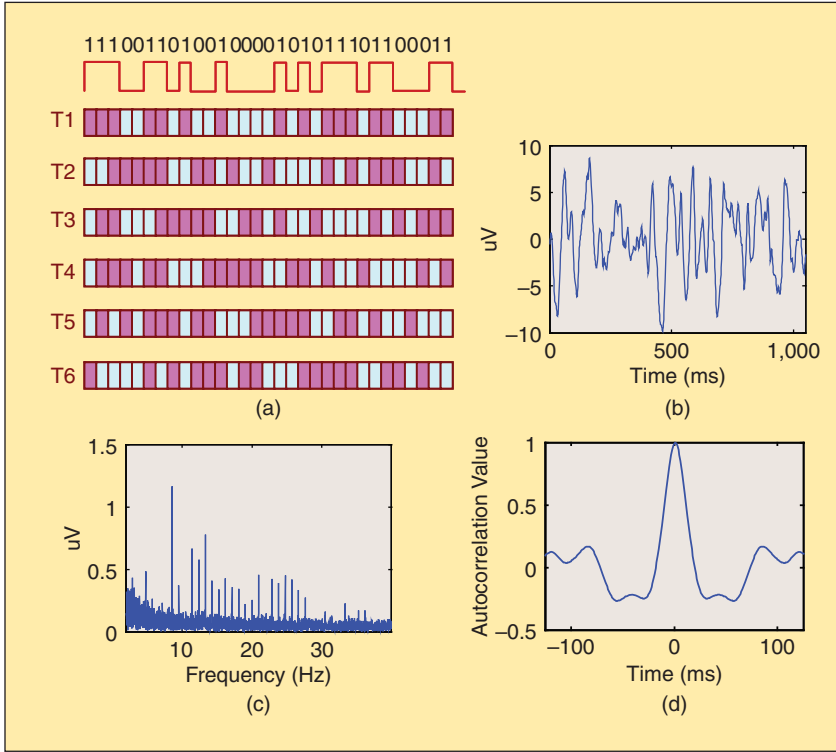 1110011010010000101011101100011
T1
T2
T3
T4
T5
T6
(a)
10
5
0
−5
−10
uV
0
500
1,000
Time (ms)
(b)
1.5
1
0.5
0
uV
10
20
30
Frequency (Hz)
(c)
1
0.5
0
−0.5
Autocorrelation Value
−100
0
100
Time (ms)
(d)